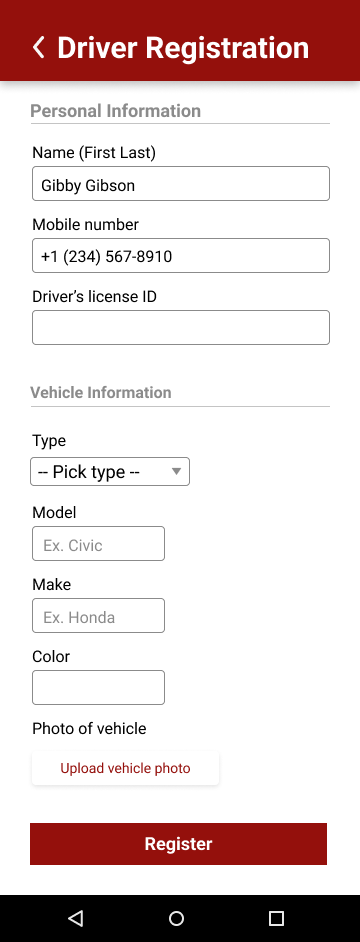 Driver Registration
Personal Information
Name (First Last)
Gibby Gibson
Mobile number
+1 (234) 567-8910
Driver’s license ID
Vehicle Information
Type
-- Pick type --
Model
Ex. Civic
Make
Ex. Honda
Color
Photo of vehicle
Upload vehicle photo
Register